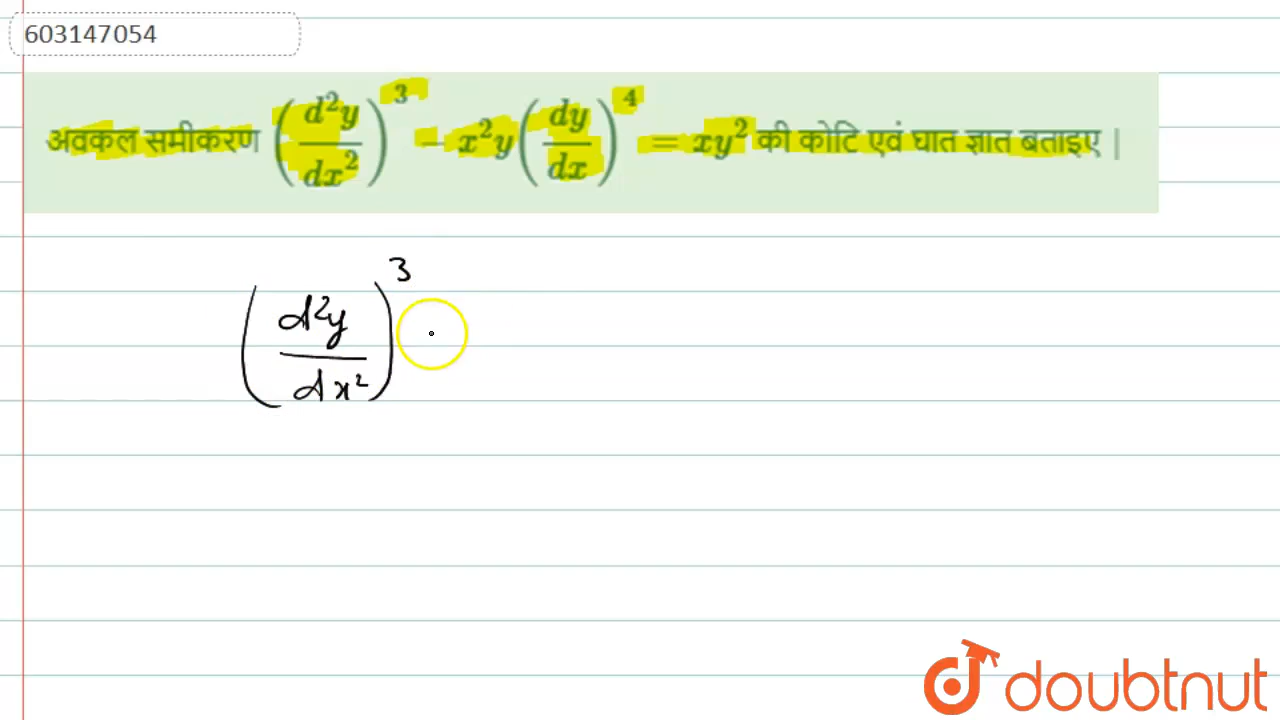 603147054
अवकल समीकरण (d²y/dx²)³ − x²y(dy/dx)⁴ = xy² की कोटि एवं घात ज्ञात बताइए |
(d²y/dx²)³
doubtnut